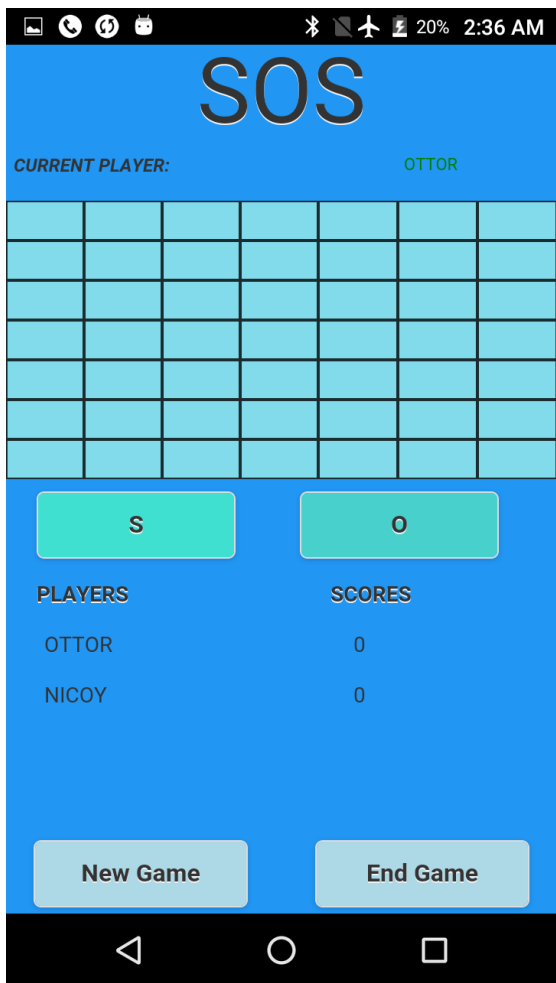 20% 2:36 AM
SOS
CURRENT PLAYER: OTTOR
S O
PLAYERS SCORES
OTTOR 0
NICOY 0
New Game End Game